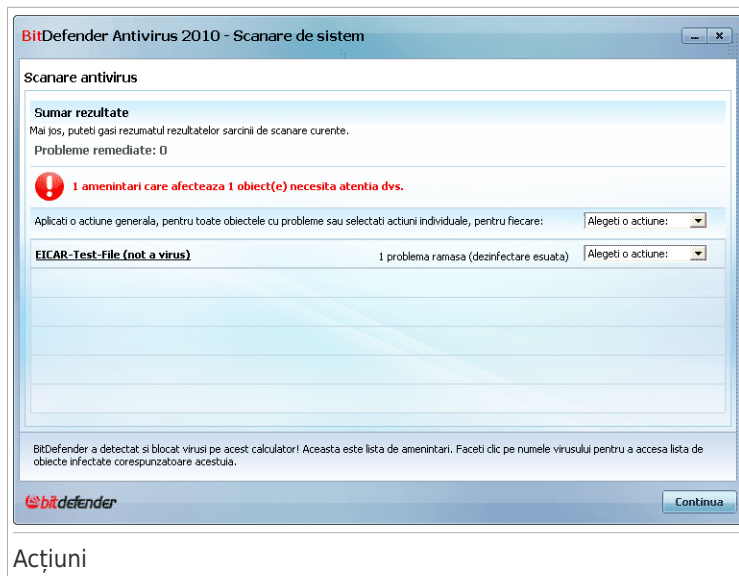 BitDefender Antivirus 2010 - Scanare de sistem
Scanare antivirus
Sumar rezultate
Mai jos, puteti gasi rezumatul rezultatelor sarcinii de scanare curente.
Probleme remediate: 0
1 amenintari care afecteaza 1 obiect(e) necesita atentia dvs.
Aplicati o actiune generala, pentru toate obiectele cu probleme sau selectati actiuni individuale, pentru fiecare: Alegeti o actiune:
EICAR-Test-File (not a virus) 1 problema ramasa (dezinfectare esuata) Alegeti o actiune:
BitDefender a detectat si blocat virusi pe acest calculator! Aceasta este lista de amenintari. Faceti clic pe numele virusului pentru a accesa lista de
obiecte infectate corespunzatoare acestuia.
bitdefender Continua
Acțiuni